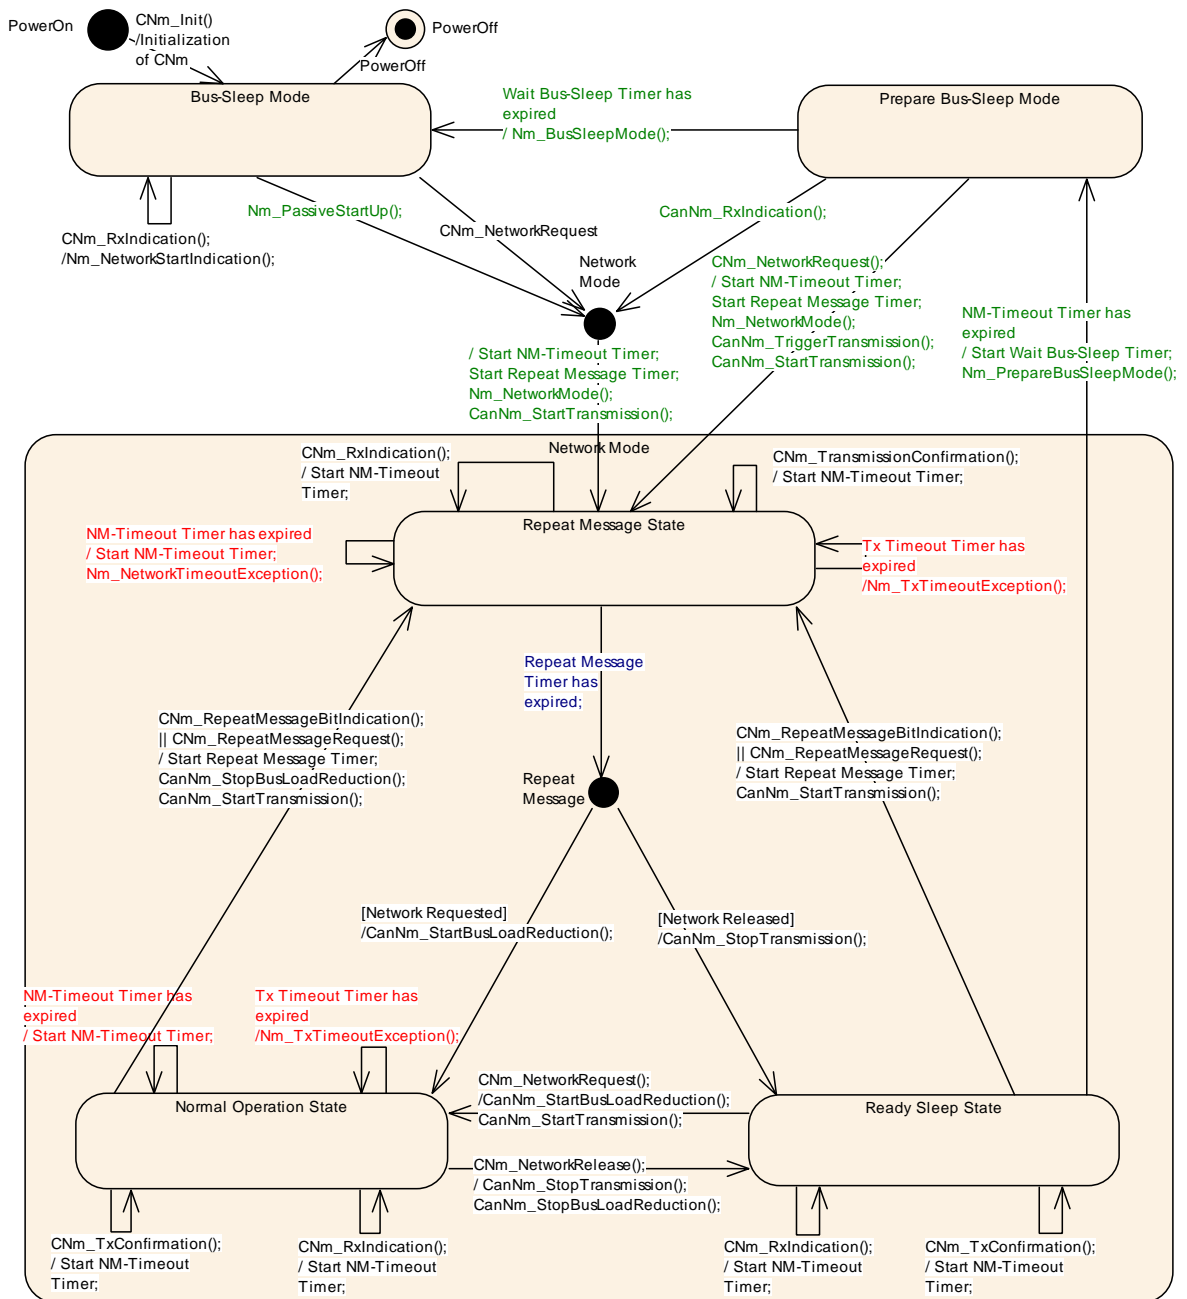 PowerOn
CNm_Init()
/Initialization
of CNm
PowerOff
PowerOff
Bus-Sleep Mode
Wait Bus-Sleep Timer has
expired
/ Nm_BusSleepMode();
Prepare Bus-Sleep Mode
CNm_RxIndication();
/Nm_NetworkStartIndication();
Nm_PassiveStartUp();
CNm_NetworkRequest
CanNm_RxIndication();
Network
Mode
CNm_NetworkRequest();
/ Start NM-Timeout Timer;
Start Repeat Message Timer;
Nm_NetworkMode();
CanNm_TriggerTransmission();
CanNm_StartTransmission();
NM-Timeout Timer has
expired
/ Start Wait Bus-Sleep Timer;
Nm_PrepareBusSleepMode();
/ Start NM-Timeout Timer;
Start Repeat Message Timer;
Nm_NetworkMode();
CanNm_StartTransmission();
Network Mode
CNm_RxIndication();
/ Start NM-Timeout
Timer;
CNm_TransmissionConfirmation();
/ Start NM-Timeout Timer;
Repeat Message State
NM-Timeout Timer has expired
/ Start NM-Timeout Timer;
Nm_NetworkTimeoutException();
Tx Timeout Timer has
expired
/Nm_TxTimeoutException();
Repeat Message
Timer has
expired;
CNm_RepeatMessageBitIndication();
|| CNm_RepeatMessageRequest();
/ Start Repeat Message Timer;
CanNm_StopBusLoadReduction();
CanNm_StartTransmission();
CNm_RepeatMessageBitIndication();
|| CNm_RepeatMessageRequest();
/ Start Repeat Message Timer;
CanNm_StartTransmission();
Repeat
Message
[Network Requested]
/CanNm_StartBusLoadReduction();
[Network Released]
/CanNm_StopTransmission();
NM-Timeout Timer has
expired
/ Start NM-Timeout Timer;
Tx Timeout Timer has
expired
/Nm_TxTimeoutException();
Normal Operation State
CNm_NetworkRequest();
/CanNm_StartBusLoadReduction();
CanNm_StartTransmission();
Ready Sleep State
CNm_NetworkRelease();
/ CanNm_StopTransmission();
CanNm_StopBusLoadReduction();
CNm_TxConfirmation();
/ Start NM-Timeout
Timer;
CNm_RxIndication();
/ Start NM-Timeout
Timer;
CNm_RxIndication();
/ Start NM-Timeout
Timer;
CNm_TxConfirmation();
/ Start NM-Timeout
Timer;